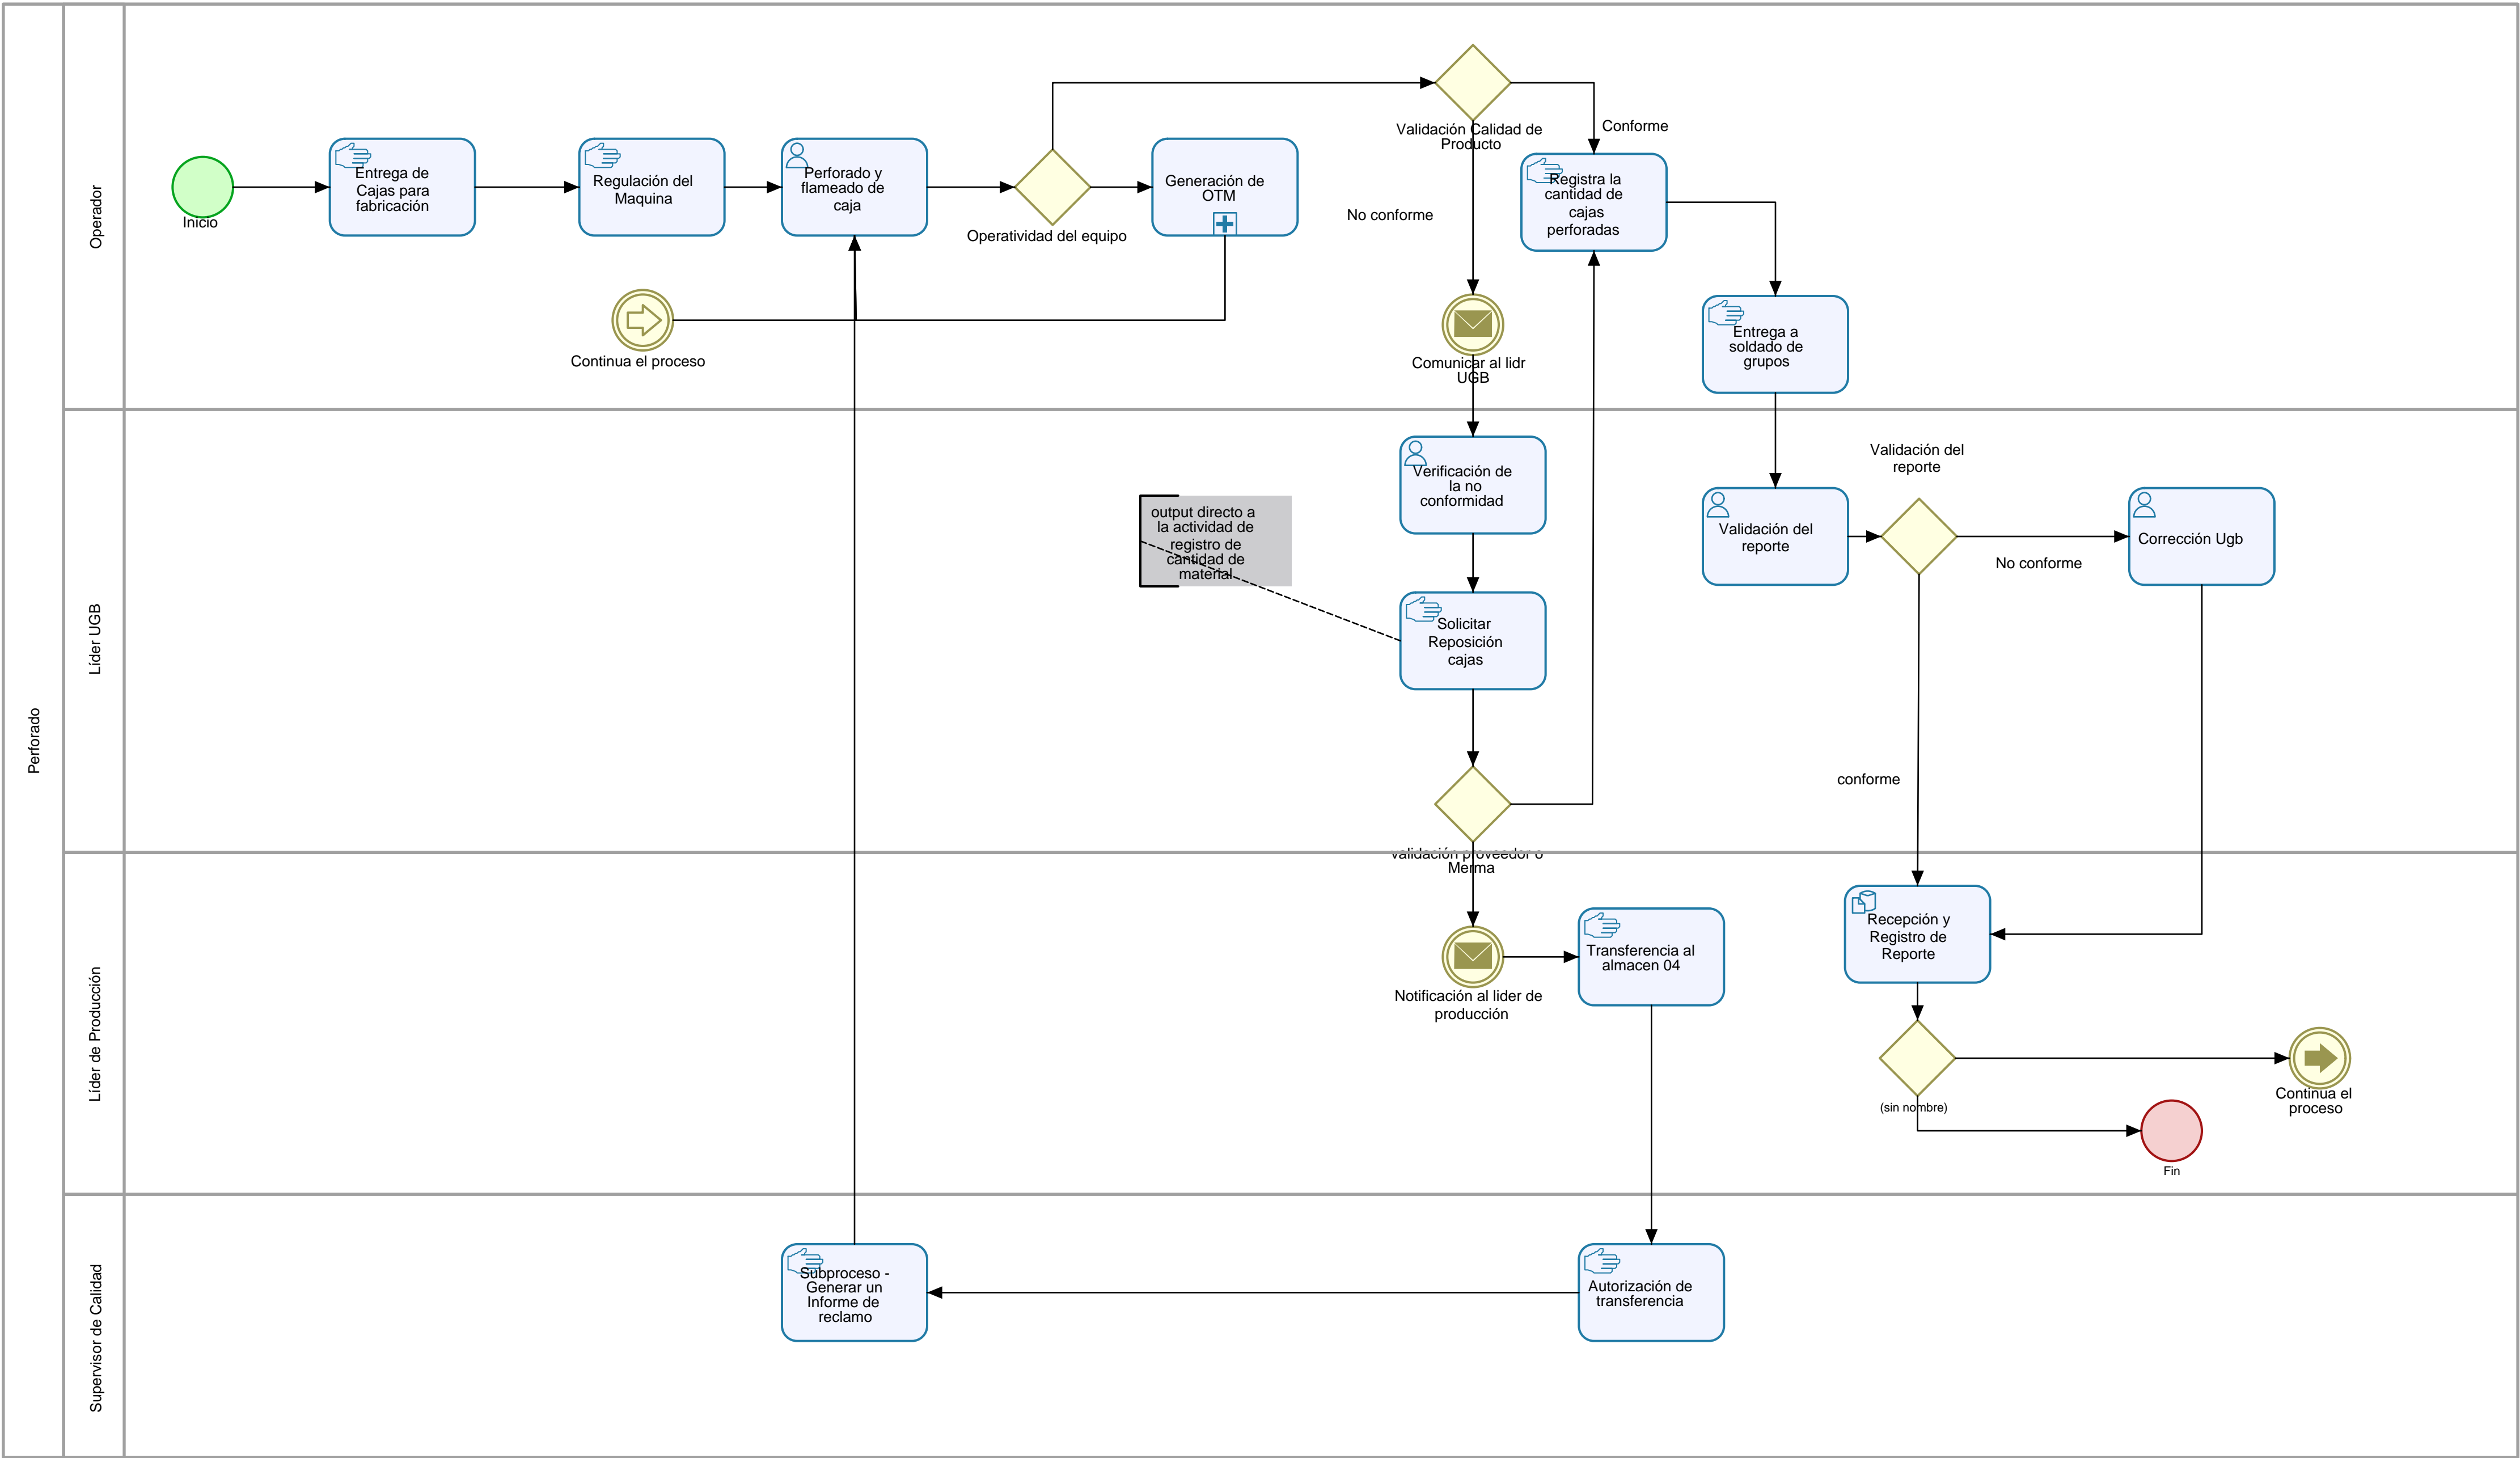 Perforado
Operador
Inicio
Entrega de
Cajas para
fabricación
Regulación del
Maquina
Perforado y
flameado de
caja
Operatividad del equipo
Generación de
OTM
Continua el proceso
Validación Calidad de
Producto
Conforme
No conforme
Registra la
cantidad de
cajas
perforadas
Comunicar al lidr
UGB
Entrega a
soldado de
grupos
Líder UGB
Verificación de
la no
conformidad
output directo a
la actividad de
registro de
cantidad de
material
Solicitar
Reposición
cajas
validación proveedor o
Merma
Validación del
reporte
Validación del
reporte
No conforme
Corrección Ugb
conforme
Líder de Producción
Notificación al lider de
producción
Transferencia al
almacen 04
Recepción y
Registro de
Reporte
(sin nombre)
Continua el
proceso
Fin
Supervisor de Calidad
Subproceso -
Generar un
Informe de
reclamo
Autorización de
transferencia